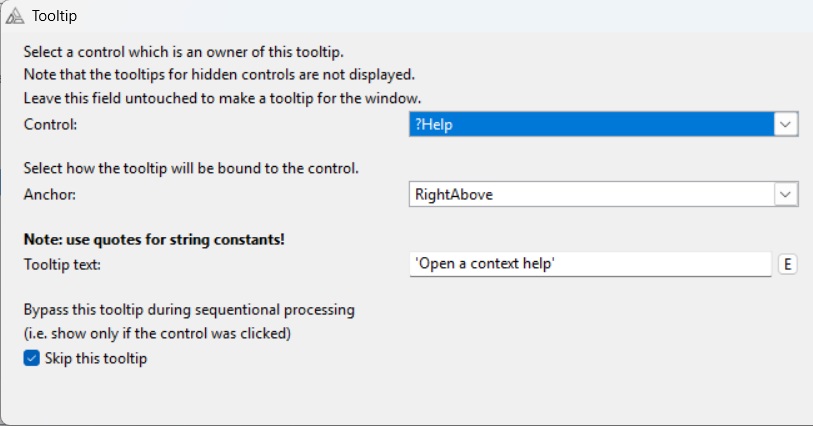 Tooltip
Select a control which is an owner of this tooltip.
Note that the tooltips for hidden controls are not displayed.
Leave this field untouched to make a tooltip for the window.
Control: ?Help
Select how the tooltip will be bound to the control.
Anchor: RightAbove
Note: use quotes for string constants!
Tooltip text: 'Open a context help' E
Bypass this tooltip during sequentional processing
(i.e. show only if the control was clicked)
Skip this tooltip